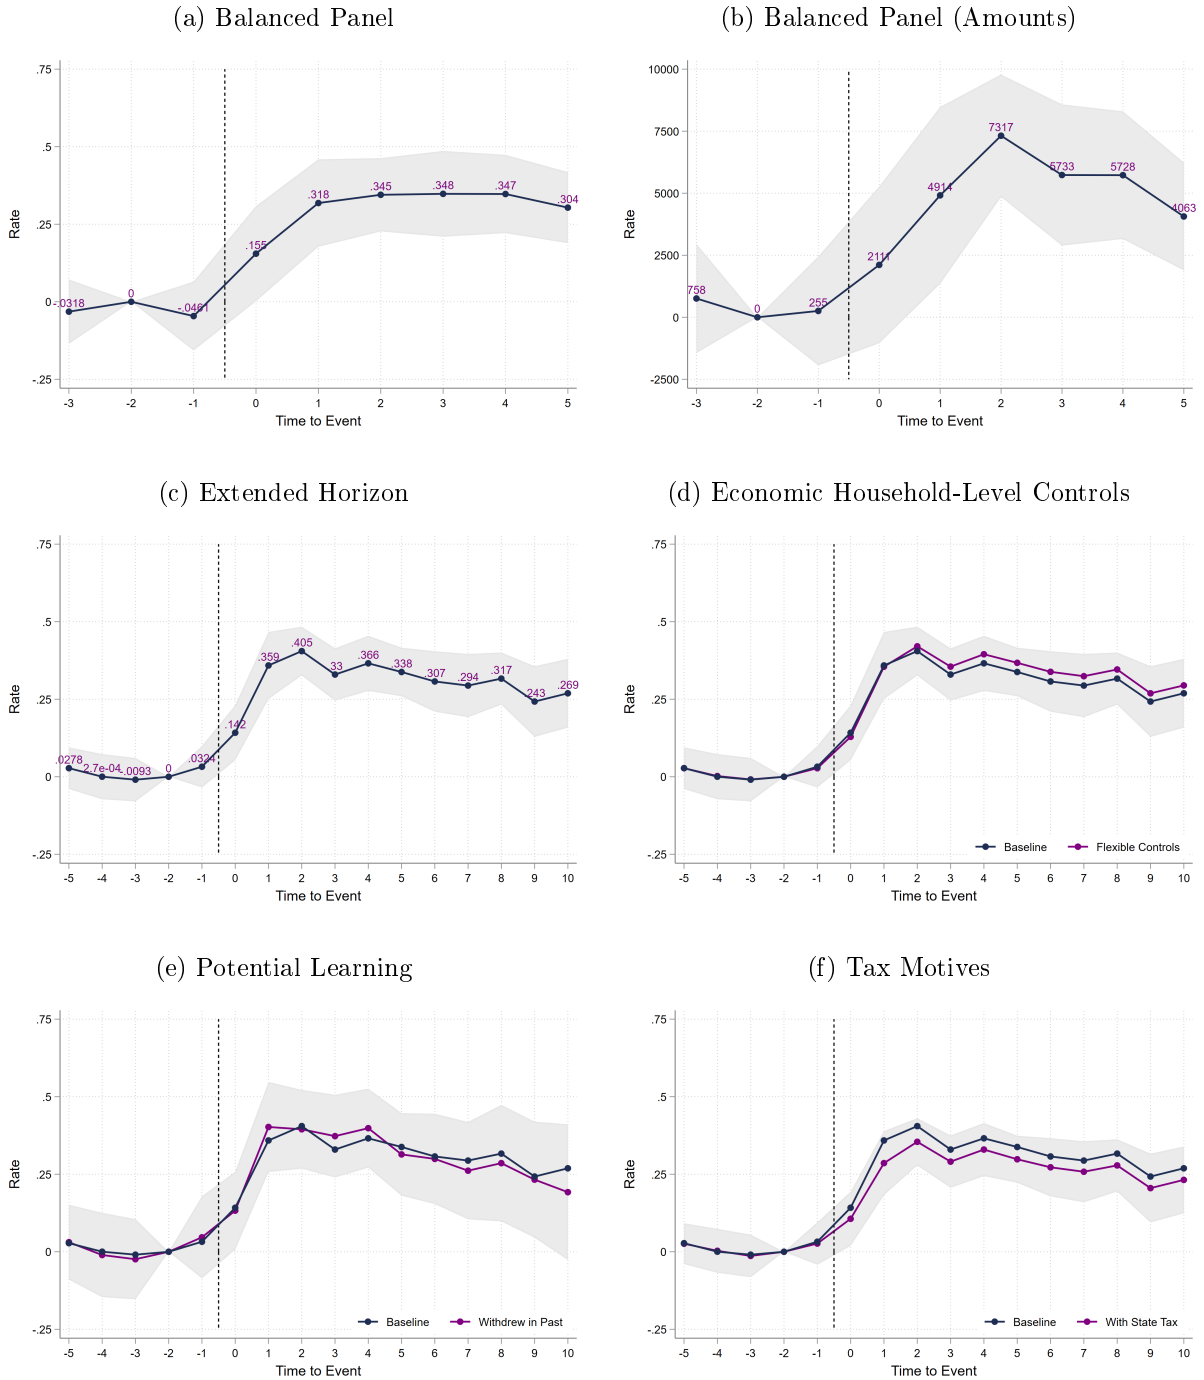 (a) Balanced Panel
.75
.5
.25
0
-.25
Rate
-.0318
0
-.0461
.155
.318
.345
.348
.347
.304
-3 -2 -1 0 1 2 3 4 5
Time to Event
(b) Balanced Panel (Amounts)
10000
7500
5000
2500
0
-2500
Rate
758
0
255
2111
4914
7317
5733
5728
4063
-3 -2 -1 0 1 2 3 4 5
Time to Event
(c) Extended Horizon
.75
.5
.25
0
-.25
Rate
.0278
2.7e-04
-.0093
0
.0324
.142
.359
.405
.33
.366
.338
.307
.294
.317
.243
.269
-5 -4 -3 -2 -1 0 1 2 3 4 5 6 7 8 9 10
Time to Event
(d) Economic Household-Level Controls
.75
.5
.25
0
-.25
Rate
Baseline Flexible Controls
-5 -4 -3 -2 -1 0 1 2 3 4 5 6 7 8 9 10
Time to Event
(e) Potential Learning
.75
.5
.25
0
-.25
Rate
Baseline Withdrew in Past
-5 -4 -3 -2 -1 0 1 2 3 4 5 6 7 8 9 10
Time to Event
(f) Tax Motives
.75
.5
.25
0
-.25
Rate
Baseline With State Tax
-5 -4 -3 -2 -1 0 1 2 3 4 5 6 7 8 9 10
Time to Event